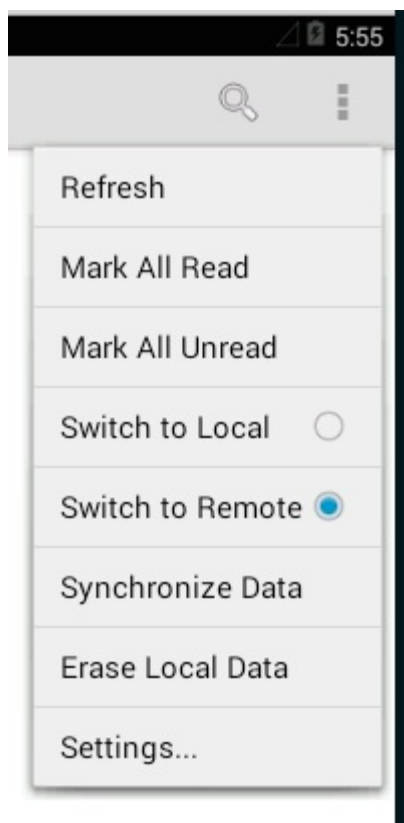 5:55
Refresh
Mark All Read
Mark All Unread
Switch to Local
Switch to Remote
Synchronize Data
Erase Local Data
Settings...